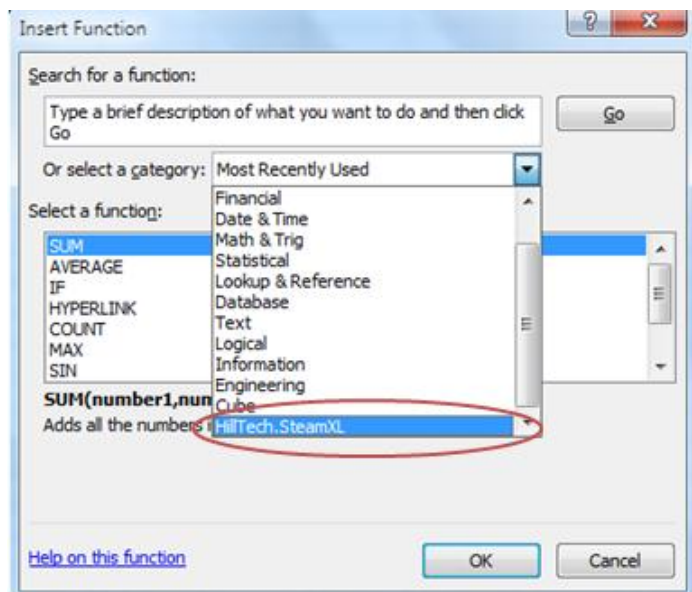 Insert Function
Search for a function:
Type a brief description of what you want to do and then click
Go
Go
Or select a category: Most Recently Used
Financial
Date & Time
Math & Trig
Statistical
Lookup & Reference
Database
Text
Logical
Information
Engineering
Cube
HillTech.SteamXL
Select a function:
SUM
AVERAGE
IF
HYPERLINK
COUNT
MAX
SIN
SUM(number1,num
Adds all the numbers i
Help on this function
OK
Cancel